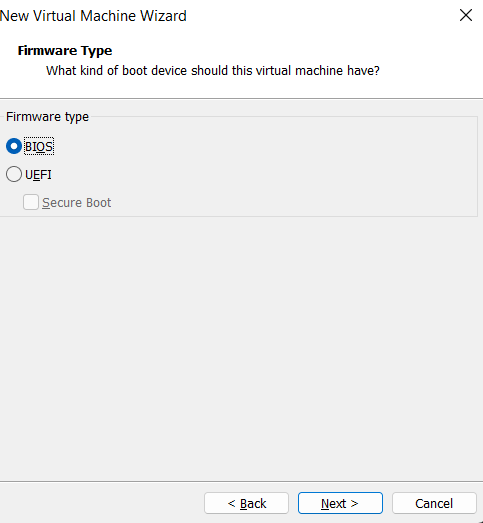 New Virtual Machine Wizard
Firmware Type
What kind of boot device should this virtual machine have?
Firmware type
BIOS
UEFI
Secure Boot
< Back
Next >
Cancel